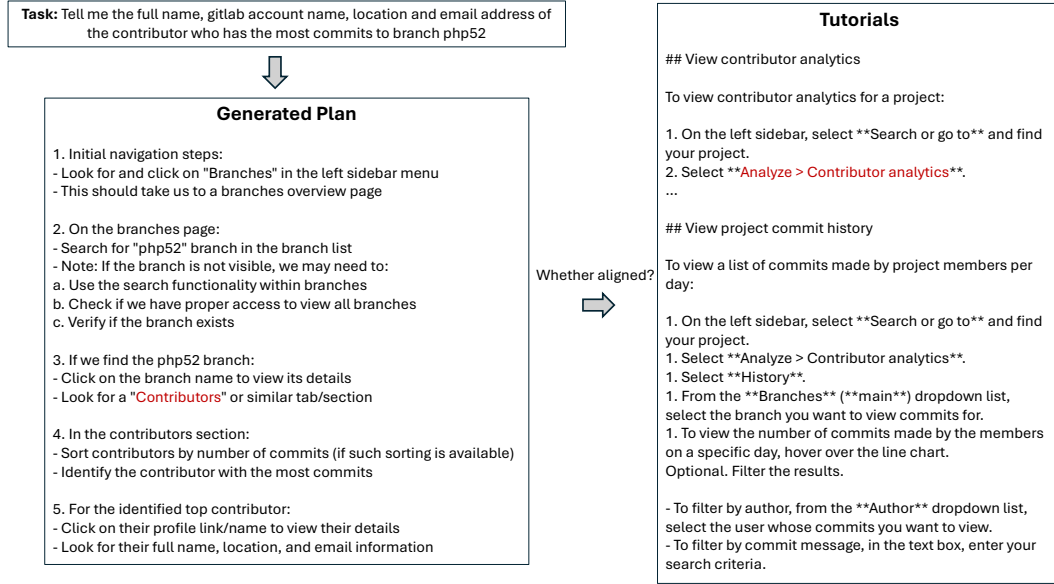 Task: Tell me the full name, gitlab account name, location and email address of
the contributor who has the most commits to branch php52
Generated Plan
1. Initial navigation steps:
- Look for and click on "Branches" in the left sidebar menu
- This should take us to a branches overview page
2. On the branches page:
- Search for "php52" branch in the branch list
- Note: If the branch is not visible, we may need to:
a. Use the search functionality within branches
b. Check if we have proper access to view all branches
c. Verify if the branch exists
3. If we find the php52 branch:
- Click on the branch name to view its details
- Look for a "Contributors" or similar tab/section
4. In the contributors section:
- Sort contributors by number of commits (if such sorting is available)
- Identify the contributor with the most commits
5. For the identified top contributor:
- Click on their profile link/name to view their details
- Look for their full name, location, and email information
Whether aligned?
Tutorials
## View contributor analytics
To view contributor analytics for a project:
1. On the left sidebar, select **Search or go to** and find
your project.
2. Select **Analyze > Contributor analytics**.
...
## View project commit history
To view a list of commits made by project members per
day:
1. On the left sidebar, select **Search or go to** and find
your project.
1. Select **Analyze > Contributor analytics**.
1. Select **History**.
1. From the **Branches** (**main**) dropdown list,
select the branch you want to view commits for.
1. To view the number of commits made by the members
on a specific day, hover over the line chart.
Optional. Filter the results.
- To filter by author, from the **Author** dropdown list,
select the user whose commits you want to view.
- To filter by commit message, in the text box, enter your
search criteria.